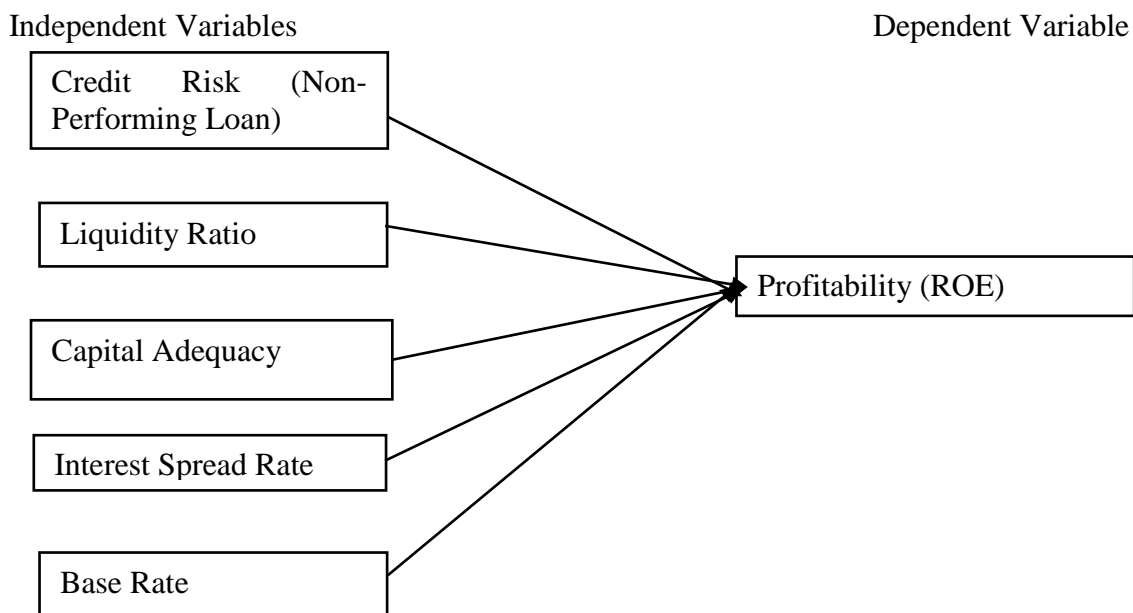 Independent Variables
Dependent Variable
Credit Risk (Non-
Performing Loan)
Liquidity Ratio
Profitability (ROE)
Capital Adequacy
Interest Spread Rate
Base Rate